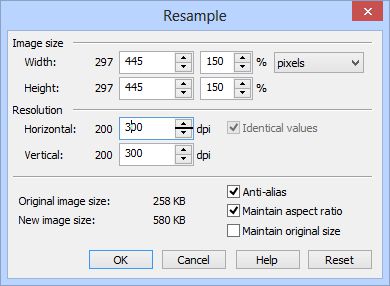 Resample
Image size
Width: 297 445 150 % pixels
Height: 297 445 150 %
Resolution
Horizontal: 200 300 dpi Identical values
Vertical: 200 300 dpi
Original image size: 258 KB
New image size: 580 KB
Anti-alias
Maintain aspect ratio
Maintain original size
OK Cancel Help Reset